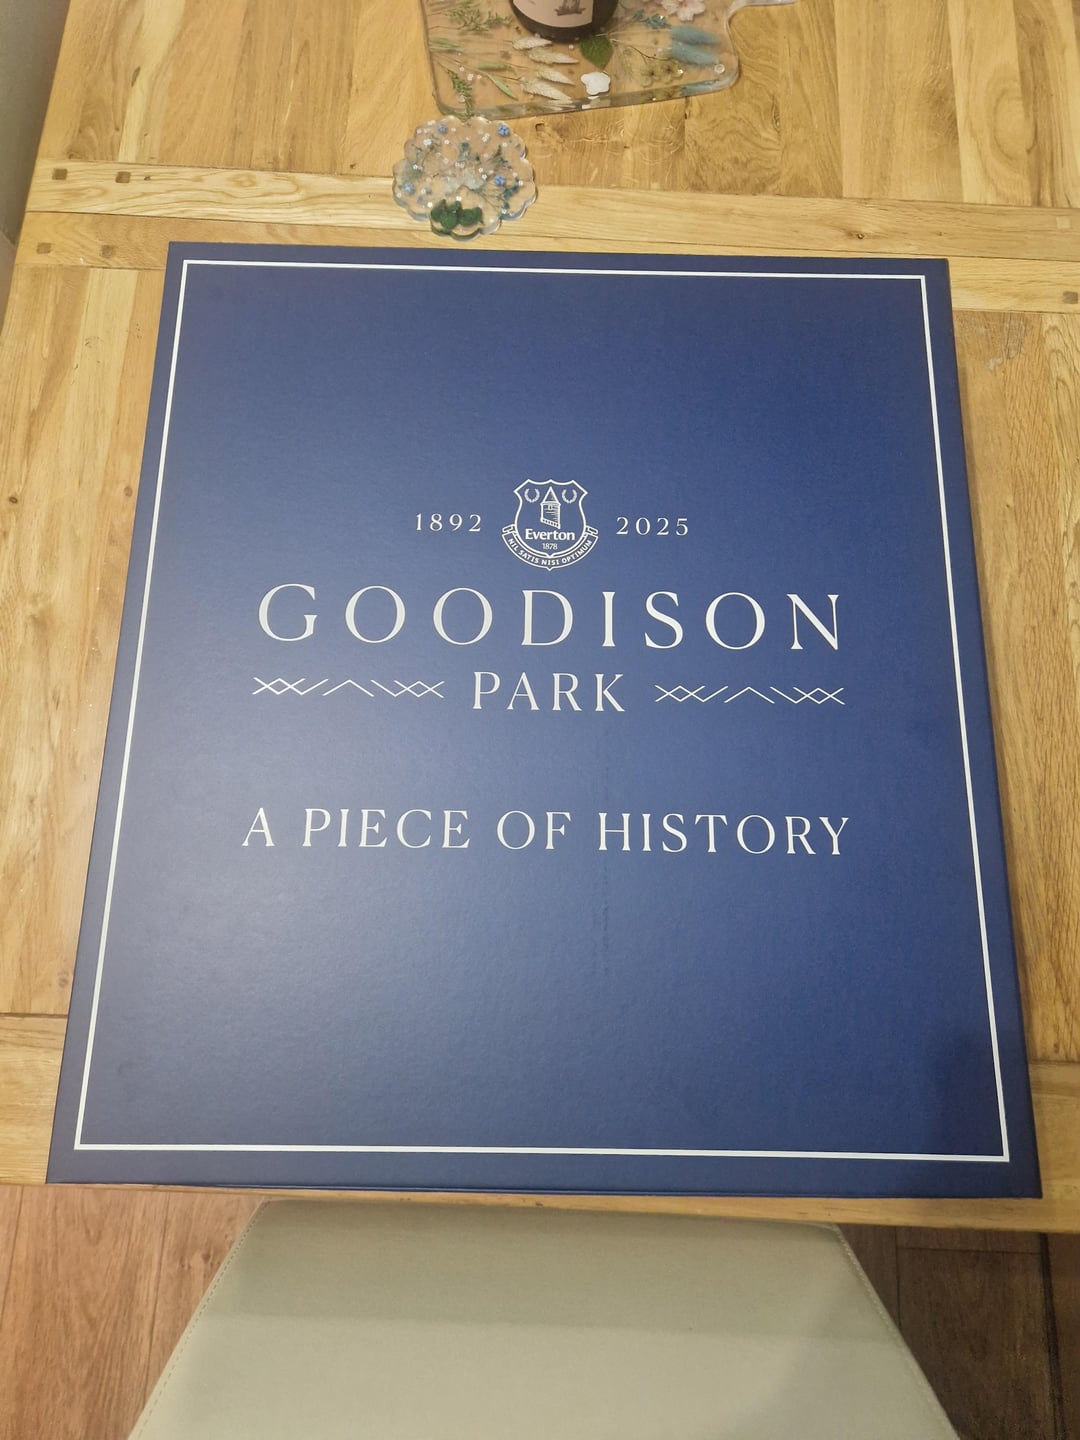 1892 2025
Everton
1878
NIL SATIS NISI OPTIMUM
GOODISON
PARK
A PIECE OF HISTORY